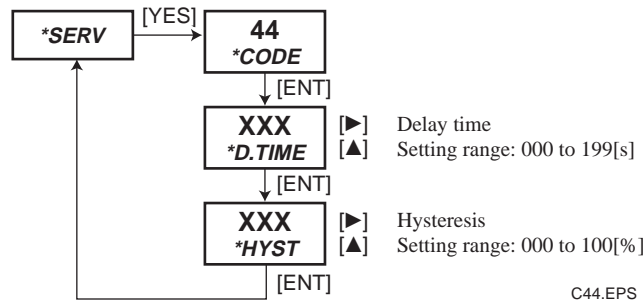 [YES]
*SERV
44
*CODE
[ENT]
XXX
*D.TIME
[►] Delay time
[▲] Setting range: 000 to 199[s]
[ENT]
XXX
*HYST
[►] Hysteresis
[▲] Setting range: 000 to 100[%]
[ENT]
C44.EPS